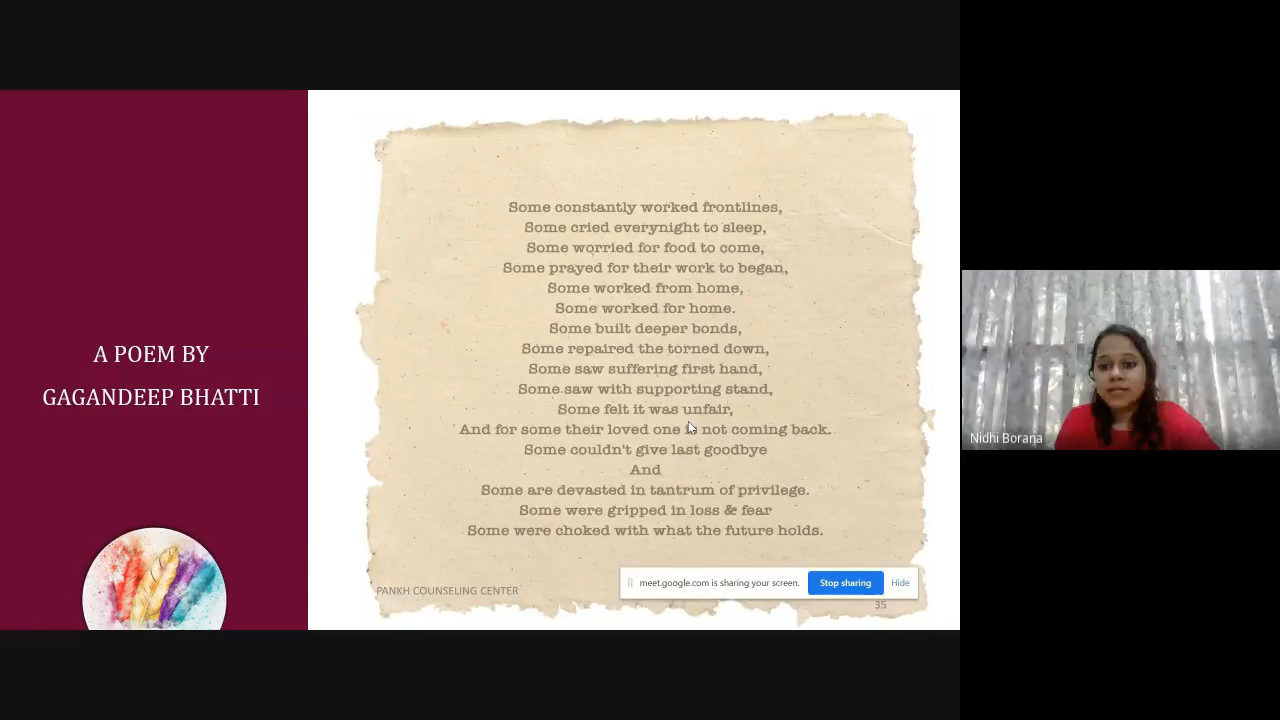 A POEM BY
GAGANDEEP BHATTI
Some constantly worked frontlines,
Some cried everynight to sleep,
Some worried for food to come,
Some prayed for their work to began,
Some worked from home,
Some worked for home.
Some built deeper bonds,
Some repaired the torned down,
Some saw suffering first hand,
Some saw with supporting stand,
Some felt it was unfair,
And for some their loved one is not coming back.
Some couldn't give last goodbye
And
Some are devasted in tantrum of privilege.
Some were gripped in loss & fear
Some were choked with what the future holds.
PANKH COUNSELING CENTER
meet.google.com is sharing your screen.
Stop sharing
Hide
35
Nidhi Borana